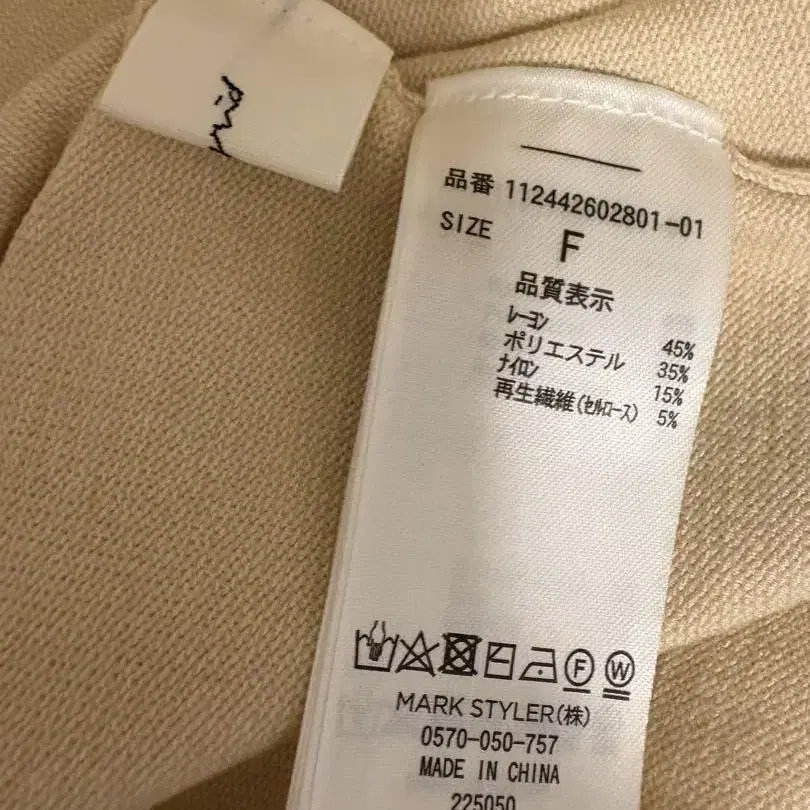 品番 112442602801-01
SIZE F
品質表示
レーヨン 45%
ポリエステル 35%
ナイロン 15%
再生繊維(セルロース) 5%
F W
MARK STYLER(株)
0570-050-757
MADE IN CHINA
225050